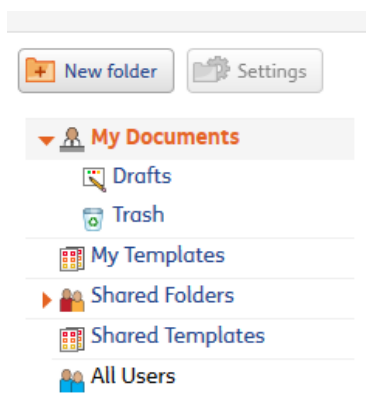 New folder Settings
My Documents
Drafts
Trash
My Templates
Shared Folders
Shared Templates
All Users